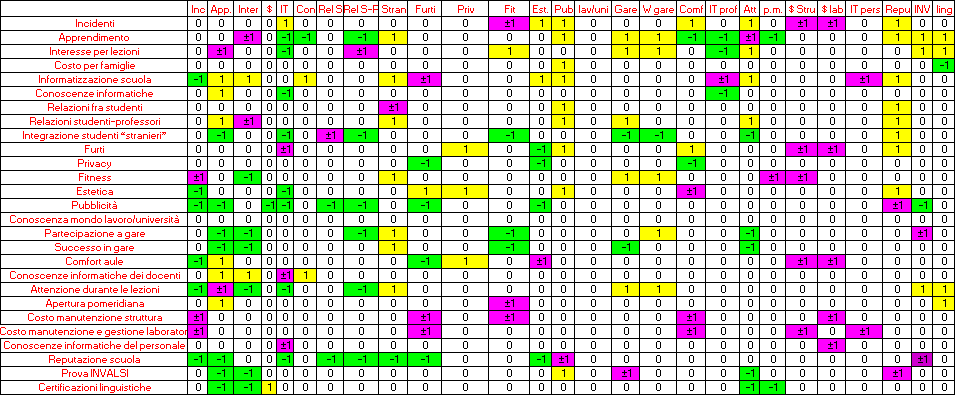 Inc App. Inter $ IT Con Rel S Rel S-P Stran Furti Priv Fit Est. Pub law/uni Gare W gare Comf IT prof Att p.m. $ Stru $ lab IT pers Repu INV ling
Incidenti 0 0 0 0 1 0 0 0 0 0 0 ±1 1 1 0 0 0 1 0 1 0 ±1 ±1 0 1 0 0
Apprendimento 0 0 ±1 0 -1 -1 0 -1 1 0 0 0 0 1 0 1 1 -1 -1 ±1 -1 0 0 0 1 1 1
Interesse per lezioni 0 ±1 0 0 -1 0 0 ±1 0 0 0 1 0 0 0 1 1 0 -1 1 0 0 0 0 0 1 1
Costo per famiglie 0 0 0 0 0 0 0 0 0 0 0 0 0 1 0 0 0 0 0 0 0 0 0 0 0 0 -1
Informatizzazione scuola -1 1 1 0 0 1 0 0 1 ±1 0 0 1 1 0 0 0 0 ±1 1 0 0 0 ±1 1 0 0
Conoscenze informatiche 0 1 0 0 -1 0 0 0 0 0 0 0 0 0 0 0 0 0 -1 0 0 0 0 0 0 0 0
Relazioni fra studenti 0 0 0 0 0 0 0 0 ±1 0 0 0 0 1 0 0 0 0 0 0 0 0 0 0 1 0 0
Relazioni studenti-professori 0 1 ±1 0 0 0 0 0 1 0 0 0 0 1 0 1 0 0 0 1 0 0 0 0 1 0 0
Integrazione studenti “stranieri” 0 -1 0 0 -1 0 ±1 -1 0 0 0 -1 0 1 0 -1 -1 0 0 -1 0 0 0 0 1 0 0
Furti 0 0 0 0 ±1 0 0 0 0 0 1 0 -1 1 0 0 0 1 0 0 0 ±1 ±1 0 1 0 0
Privacy 0 0 0 0 0 0 0 0 0 -1 0 0 -1 0 0 0 0 -1 0 0 0 0 0 0 0 0 0
Fitness ±1 0 -1 0 0 0 0 0 1 0 0 0 0 0 0 0 0 0 0 0 ±1 ±1 0 0 0 0 0
Estetica -1 0 0 0 -1 0 0 0 0 1 1 0 0 1 0 0 0 ±1 0 0 0 0 0 0 1 0 0
Pubblicità -1 -1 0 -1 -1 0 -1 -1 0 -1 0 0 -1 0 0 0 0 0 0 0 0 0 0 0 ±1 -1 0
Conoscenza mondo lavoro/università 0 0 0 0 0 0 0 0 0 0 0 0 0 0 0 0 0 0 0 0 0 0 0 0 0 0 0
Partecipazione a gare 0 -1 -1 0 0 0 0 -1 1 0 0 -1 0 0 0 0 1 0 0 -1 0 0 0 0 0 ±1 0
Successo in gare 0 -1 -1 0 0 0 0 0 1 0 0 -1 0 0 0 -1 0 0 0 -1 0 0 0 0 0 0 0
Comfort aule -1 1 0 0 0 0 0 0 0 -1 1 0 ±1 0 0 0 0 0 0 0 0 ±1 ±1 0 0 0 0
Conoscenze informatiche dei docenti 0 1 1 0 ±1 1 0 0 0 0 0 0 0 0 0 0 0 0 0 0 0 0 0 0 0 0 0
Attenzione durante le lezioni -1 ±1 -1 0 -1 0 0 -1 1 0 0 0 0 0 0 1 1 0 0 0 0 0 0 0 0 1 1
Apertura pomeridiana 0 1 0 0 0 0 0 0 0 0 0 ±1 0 0 0 0 0 0 0 0 0 0 0 0 0 0 1
Costo manutenzione struttura ±1 0 0 0 0 0 0 0 0 ±1 0 ±1 0 0 0 0 0 ±1 0 0 0 0 ±1 0 0 0 0
Costo manutenzione e gestione laborator ±1 0 0 0 0 0 0 0 0 ±1 0 0 0 0 0 0 0 ±1 0 0 0 ±1 0 ±1 0 0 0
Conoscenze informatiche del personale 0 0 0 0 ±1 0 0 0 0 0 0 0 0 0 0 0 0 0 0 0 0 0 ±1 0 0 0 0
Reputazione scuola -1 -1 0 0 -1 0 -1 -1 -1 -1 0 0 -1 ±1 0 0 0 0 0 0 0 0 0 0 0 ±1 0
Prova INVALSI 0 -1 -1 0 0 0 0 0 0 0 0 0 0 1 0 ±1 0 0 0 -1 0 0 0 0 ±1 0 0
Certificazioni linguistiche 0 -1 -1 1 0 0 0 0 0 0 0 0 0 0 0 0 0 0 0 -1 -1 0 0 0 0 0 0